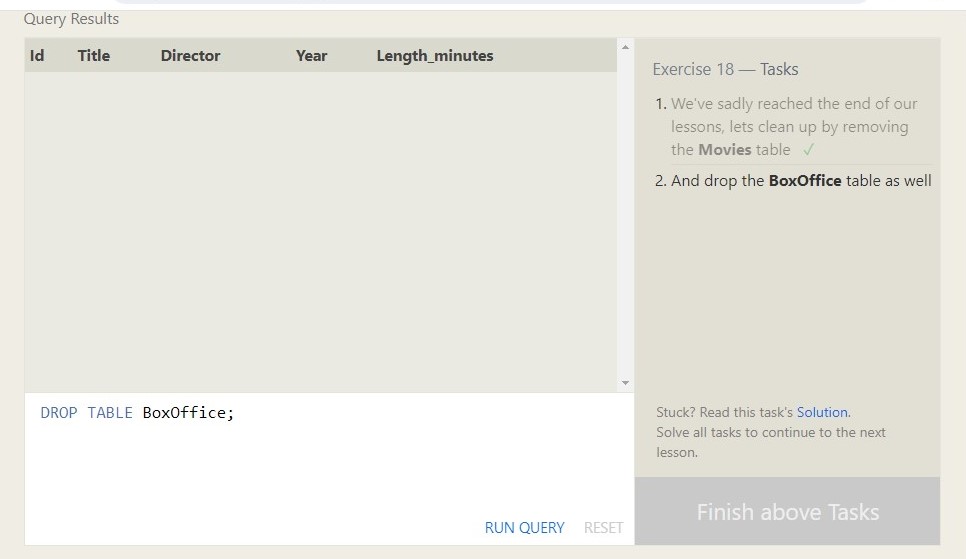 Query Results
Id Title Director Year Length_minutes
Exercise 18 — Tasks
1. We've sadly reached the end of our
lessons, lets clean up by removing
the Movies table ✓
2. And drop the BoxOffice table as well
DROP TABLE BoxOffice;
RUN QUERY RESET
Stuck? Read this task's Solution.
Solve all tasks to continue to the next
lesson.
Finish above Tasks